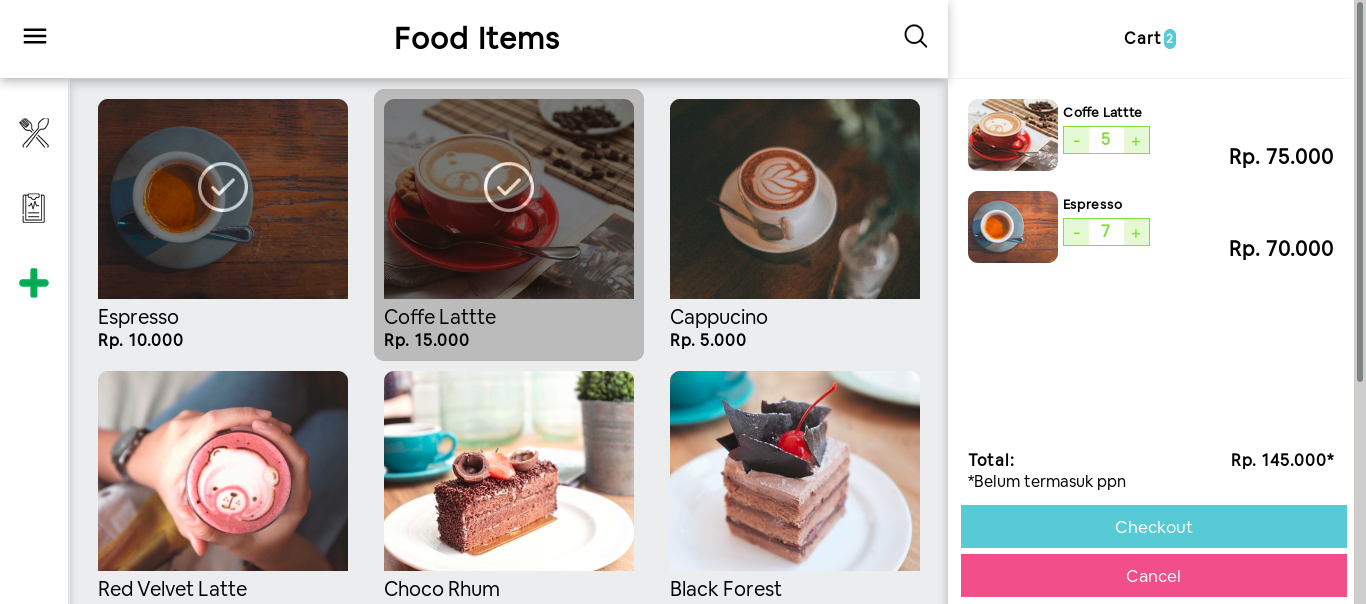 Food Items
Cart 2
Espresso
Rp. 10.000
Coffe Lattte
Rp. 15.000
Cappucino
Rp. 5.000
Red Velvet Latte
Choco Rhum
Black Forest
Coffe Lattte
- 5 +
Rp. 75.000
Espresso
- 7 +
Rp. 70.000
Total: Rp. 145.000*
*Belum termasuk ppn
Checkout
Cancel